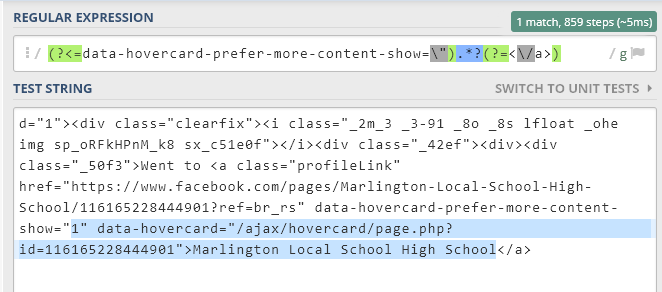 REGULAR EXPRESSION
1 match, 859 steps (~5ms)
/ (?<=data-hovercard-prefer-more-content-show=\").*?(?=<\/a>) / g
TEST STRING
SWITCH TO UNIT TESTS
d="1"><div class="clearfix"><i class="_2m_3 _3-91 _8o _8s lfloat _ohe
img sp_oRFkHPnM_k8 sx_c51e0f"></i><div class="_42ef"><div><div
class="_50f3">Went to <a class="profileLink"
href="https://www.facebook.com/pages/Marlington-Local-School-High-
School/116165228444901?ref=br_rs" data-hovercard-prefer-more-content-
show="1" data-hovercard="/ajax/hovercard/page.php?
id=116165228444901">Marlington Local School High School</a>